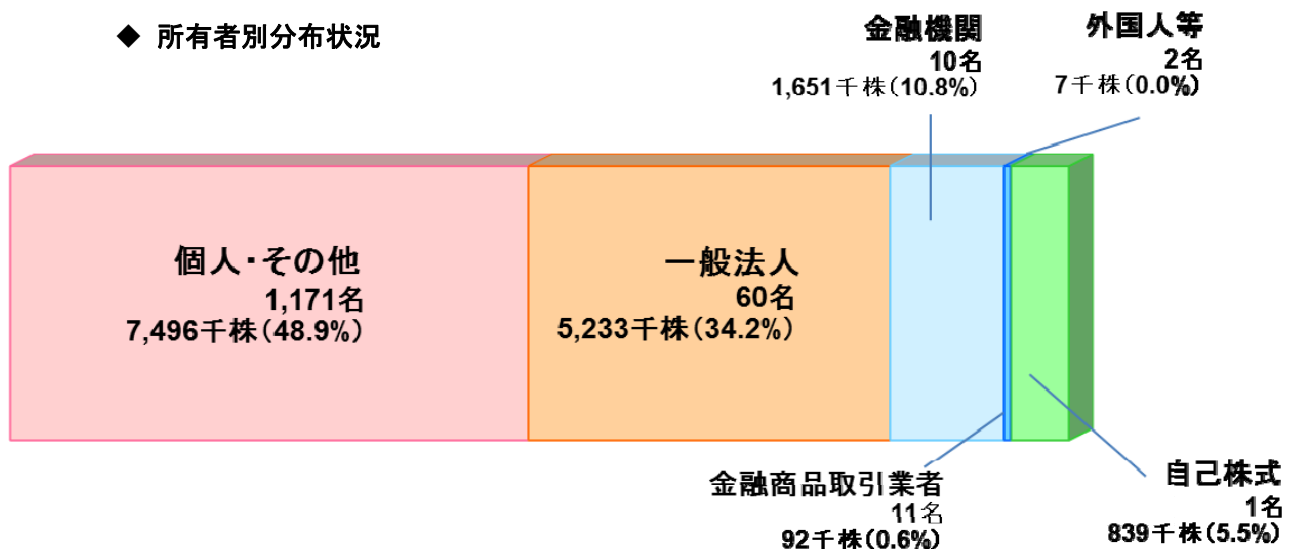 ◆ 所有者別分布状況
金融機関
10名
1,651千株(10.8%)
外国人等
2名
7千株(0.0%)
個人・その他
1,171名
7,496千株(48.9%)
一般法人
60名
5,233千株(34.2%)
金融商品取引業者
11名
92千株(0.6%)
自己株式
1名
839千株(5.5%)